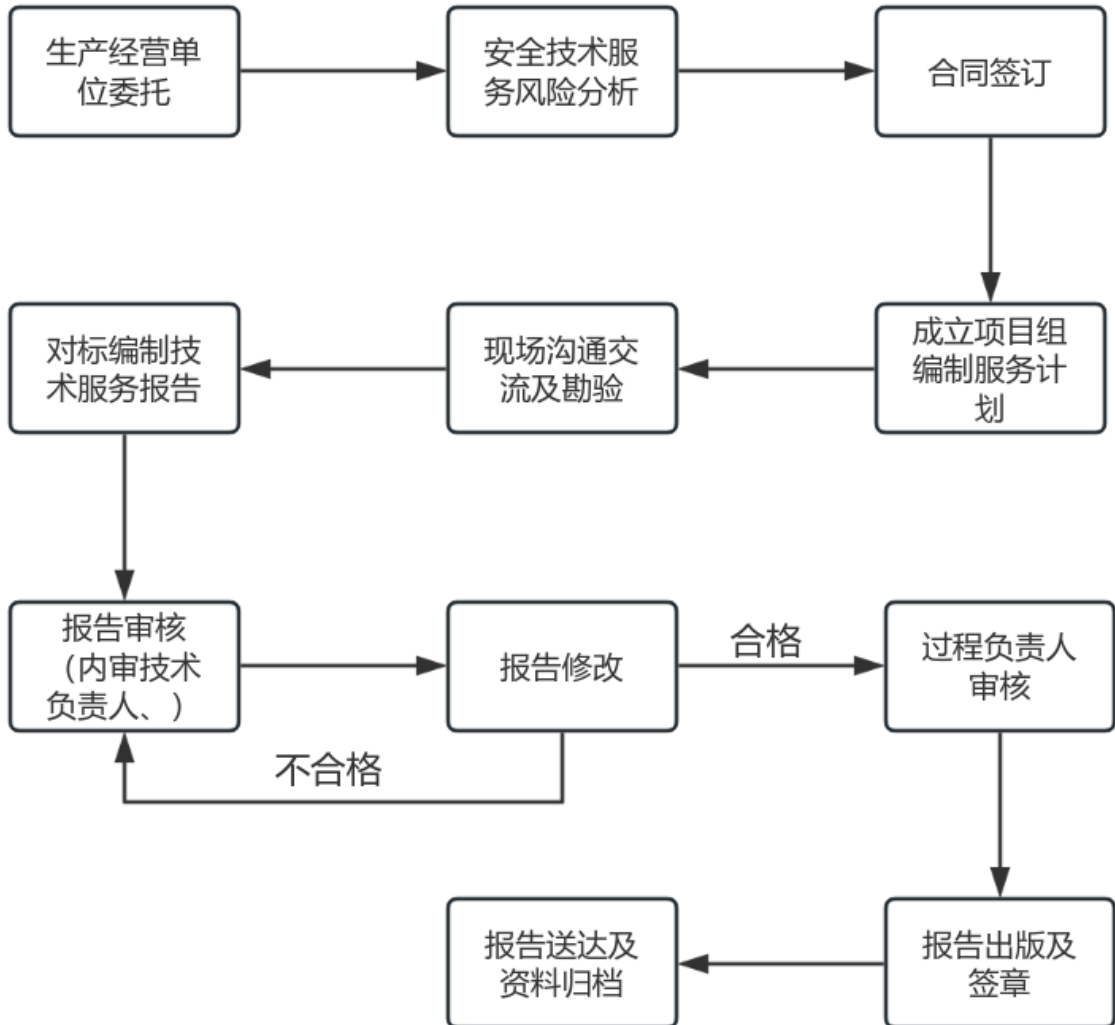 生产经营单
位委托
安全技术服
务风险分析
合同签订
成立项目组
编制服务计
划
现场沟通交
流及勘验
对标编制技
术服务报告
报告审核
（内审技术
负责人、）
报告修改
合格
过程负责人
审核
不合格
报告出版及
签章
报告送达及
资料归档